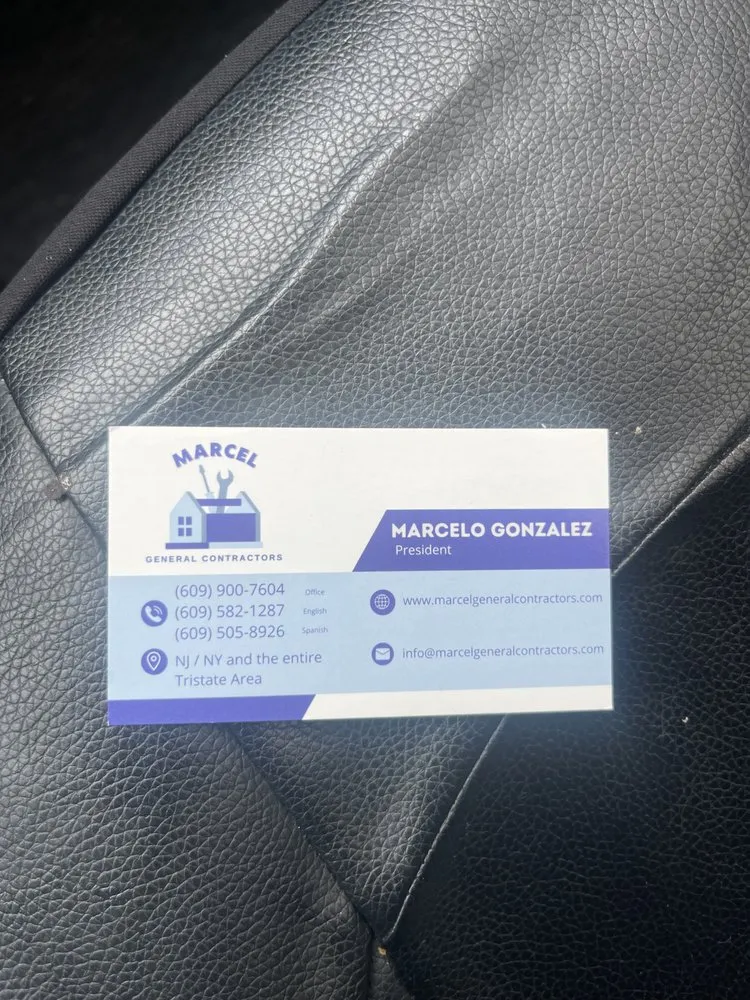 MARCEL
GENERAL CONTRACTORS
MARCELO GONZALEZ
President
(609) 900-7604 Office
(609) 582-1287 English
(609) 505-8926 Spanish
NJ / NY and the entire
Tristate Area
www.marcelgeneralcontractors.com
info@marcelgeneralcontractors.com